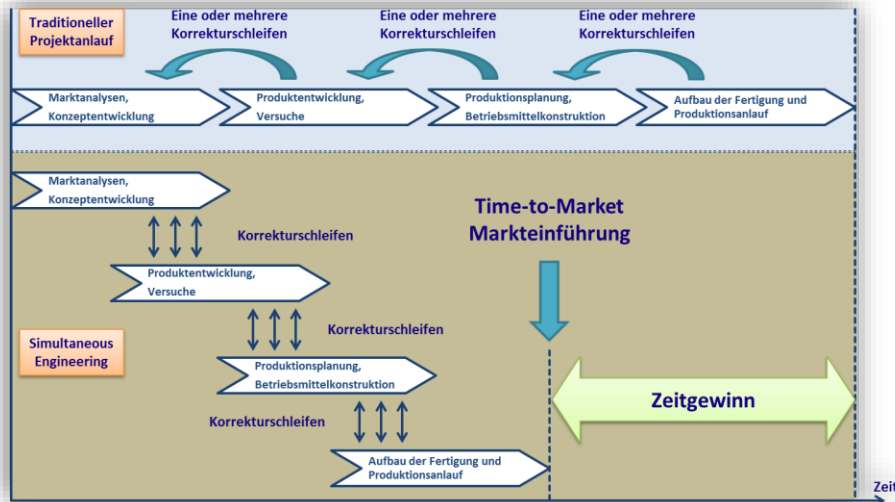 Traditioneller
Projektanlauf
Eine oder mehrere
Korrekturschleifen
Eine oder mehrere
Korrekturschleifen
Eine oder mehrere
Korrekturschleifen
Marktanalysen,
Konzeptentwicklung
Produktentwicklung,
Versuche
Produktionsplanung,
Betriebsmittelkonstruktion
Aufbau der Fertigung und
Produktionsanlauf
Marktanalysen,
Konzeptentwicklung
Korrekturschleifen
Time-to-Market
Markteinführung
Produktentwicklung,
Versuche
Korrekturschleifen
Simultaneous
Engineering
Produktionsplanung,
Betriebsmittelkonstruktion
Zeitgewinn
Korrekturschleifen
Aufbau der Fertigung und
Produktionsanlauf
Zeit